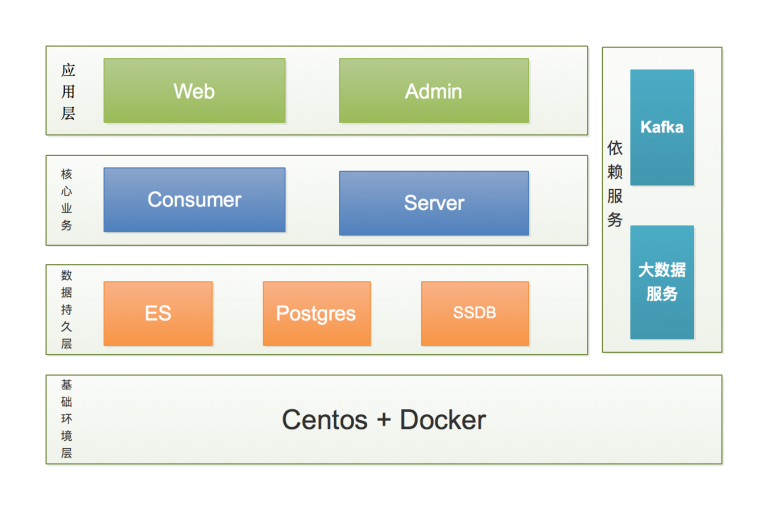 应用层
Web
Admin
核心业务
Consumer
Server
数据持久层
ES
Postgres
SSDB
依赖服务
Kafka
大数据
服务
基础环境层
Centos + Docker